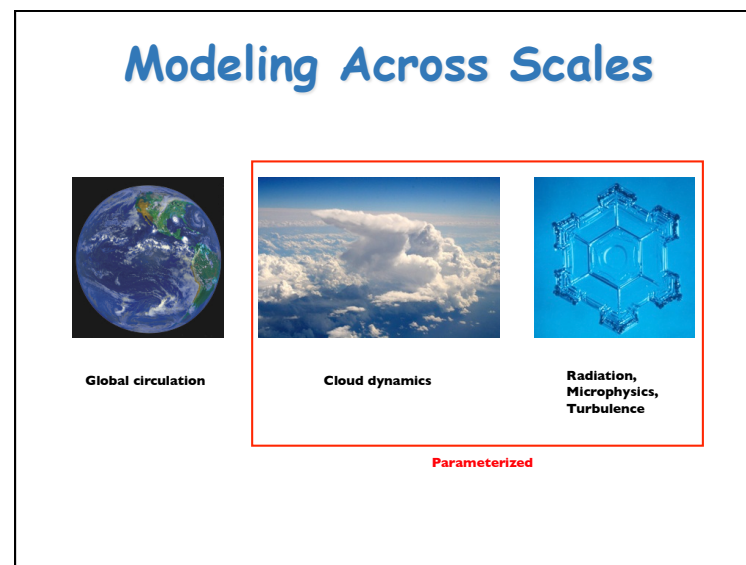 Modeling Across Scales
Global circulation
Cloud dynamics
Radiation,
Microphysics,
Turbulence
Parameterized